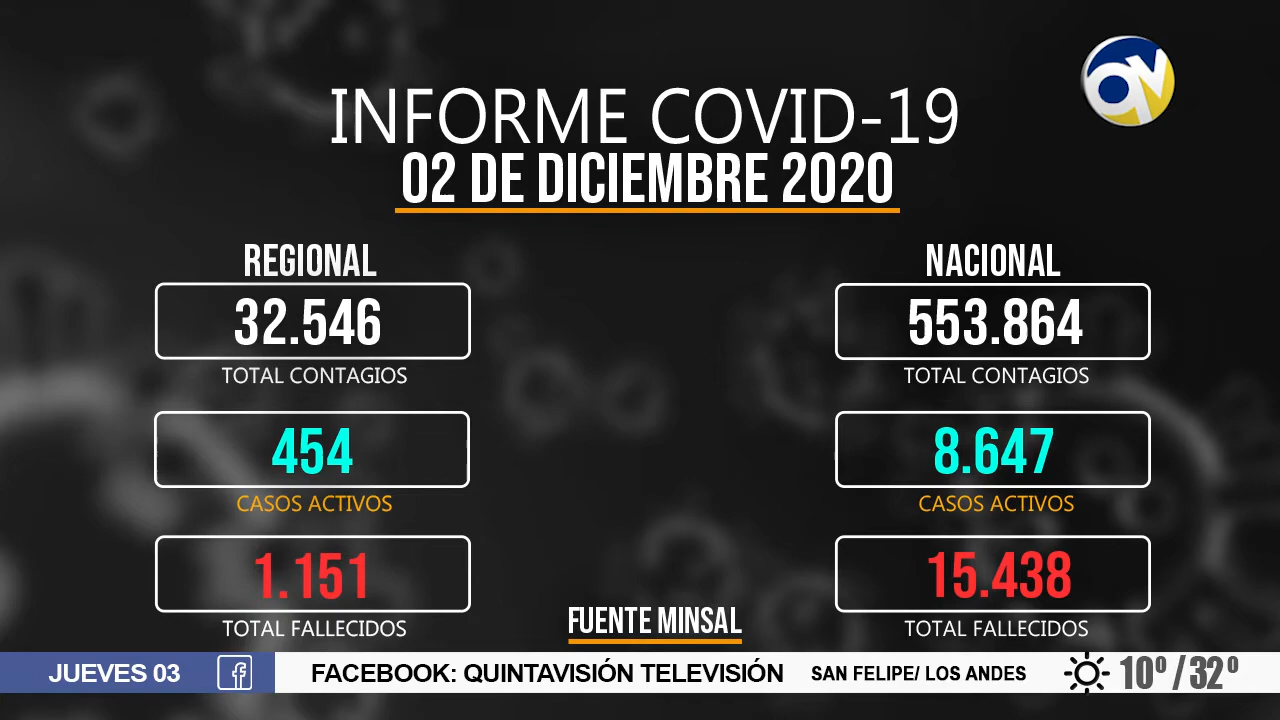 INFORME COVID-19
02 DE DICIEMBRE 2020
REGIONAL
32.546
TOTAL CONTAGIOS
454
CASOS ACTIVOS
1.151
TOTAL FALLECIDOS
NACIONAL
553.864
TOTAL CONTAGIOS
8.647
CASOS ACTIVOS
15.438
TOTAL FALLECIDOS
FUENTE MINSAL
JUEVES 03 FACEBOOK: QUINTAVISIÓN TELEVISIÓN SAN FELIPE/ LOS ANDES 10º / 32º